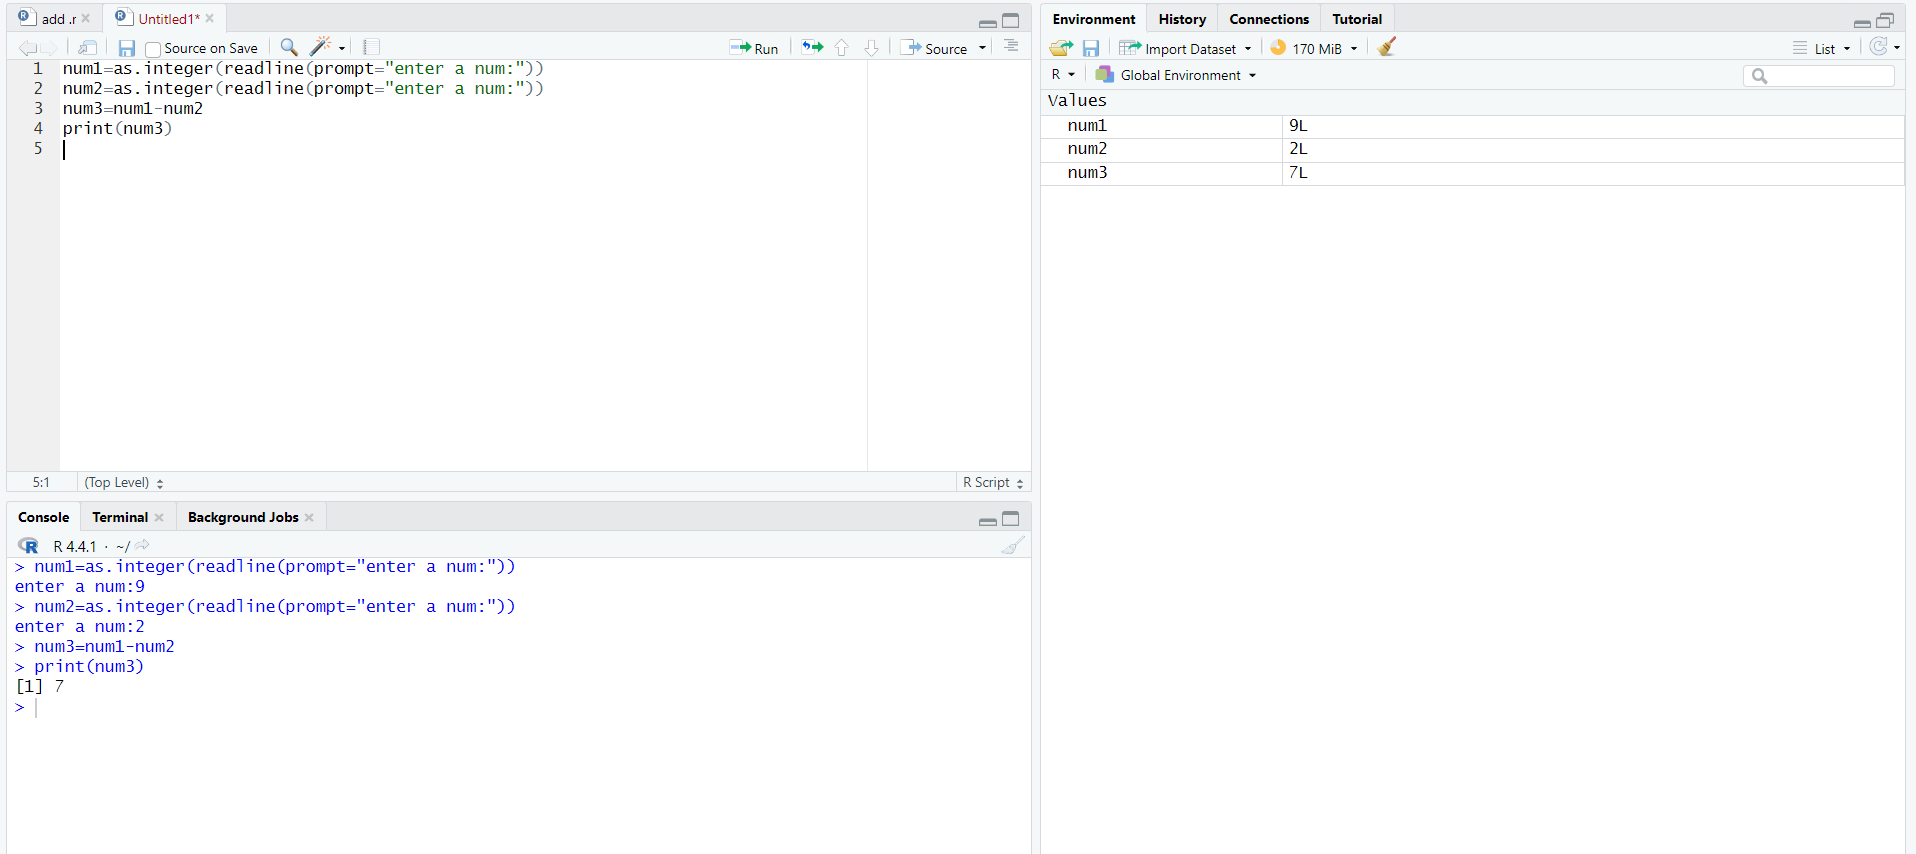 add .r
Untitled1*
Source on Save
Run
Source
1 num1=as.integer(readline(prompt="enter a num:"))
2 num2=as.integer(readline(prompt="enter a num:"))
3 num3=num1-num2
4 print(num3)
5
5:1 (Top Level) R Script
Console Terminal Background Jobs
R 4.4.1 · ~/
> num1=as.integer(readline(prompt="enter a num:"))
enter a num:9
> num2=as.integer(readline(prompt="enter a num:"))
enter a num:2
> num3=num1-num2
> print(num3)
[1] 7
>
Environment History Connections Tutorial
Import Dataset 170 MiB List
R Global Environment
Values
num1 9L
num2 2L
num3 7L